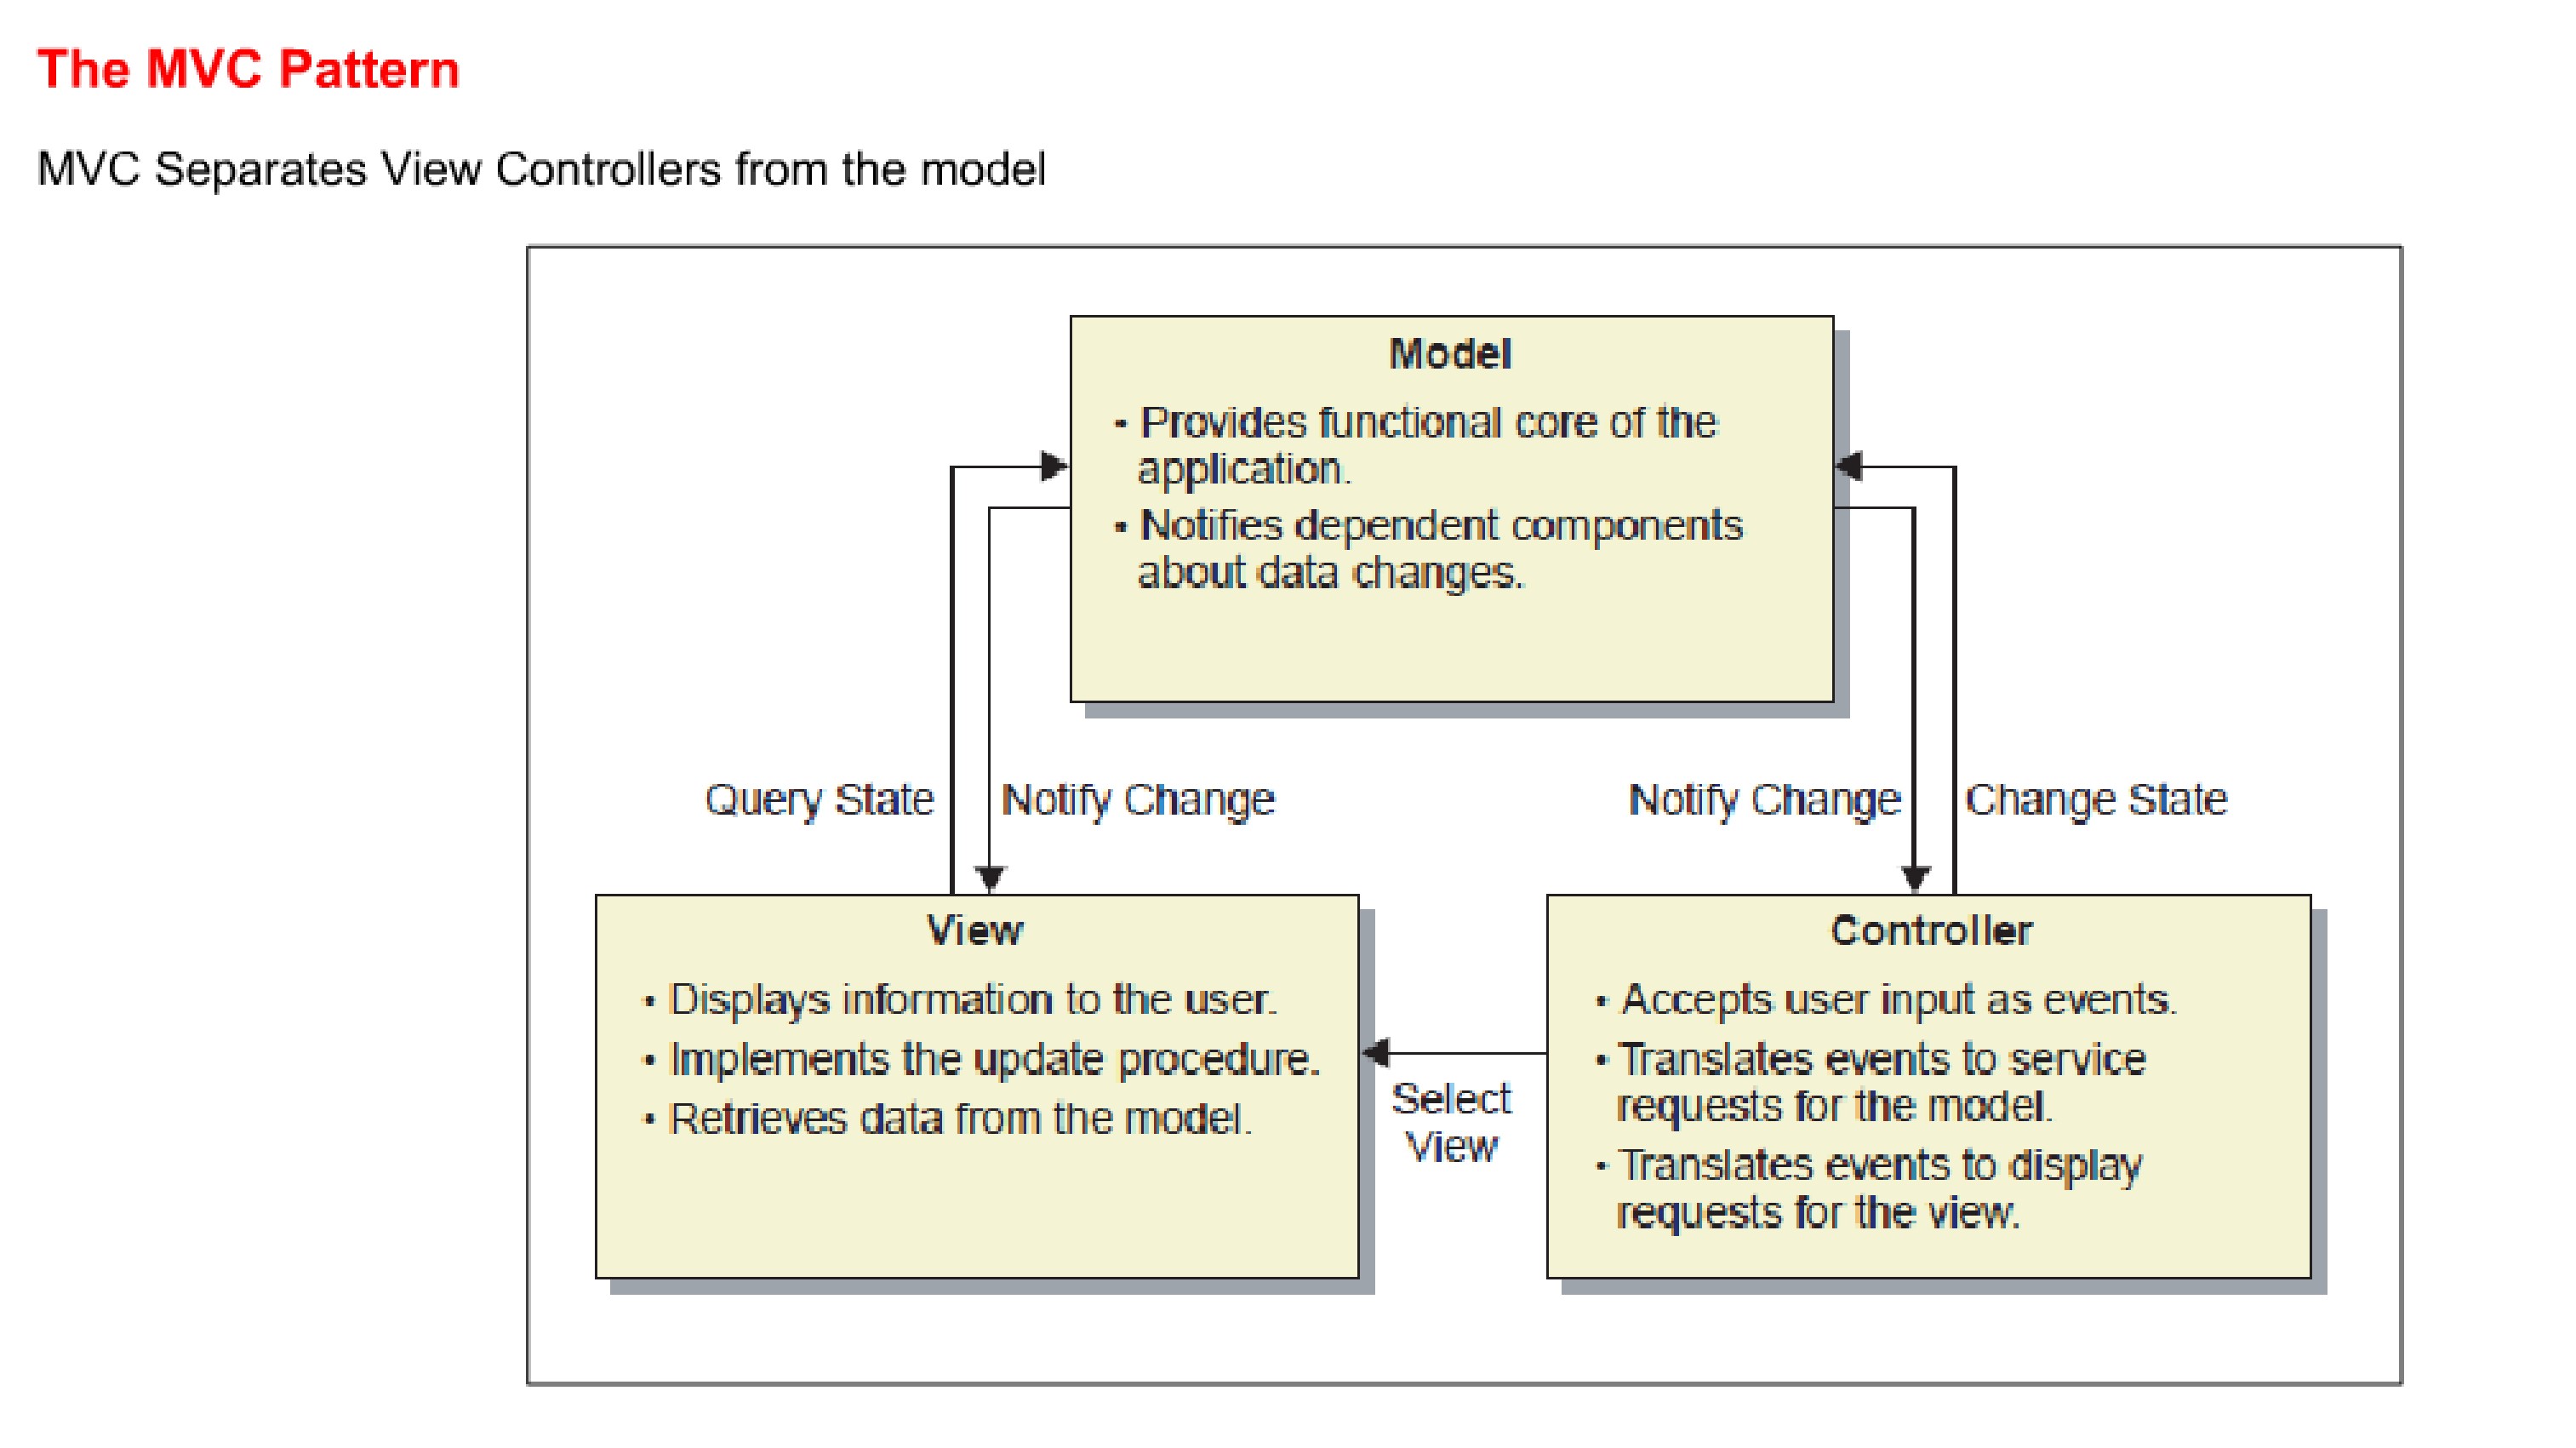 The MVC Pattern
MVC Separates View Controllers from the model
Model
• Provides functional core of the
application.
• Notifies dependent components
about data changes.
Query State
Notify Change
Notify Change
Change State
View
• Displays information to the user.
• Implements the update procedure.
• Retrieves data from the model.
Select
View
Controller
• Accepts user input as events.
• Translates events to service
requests for the model.
• Translates events to display
requests for the view.